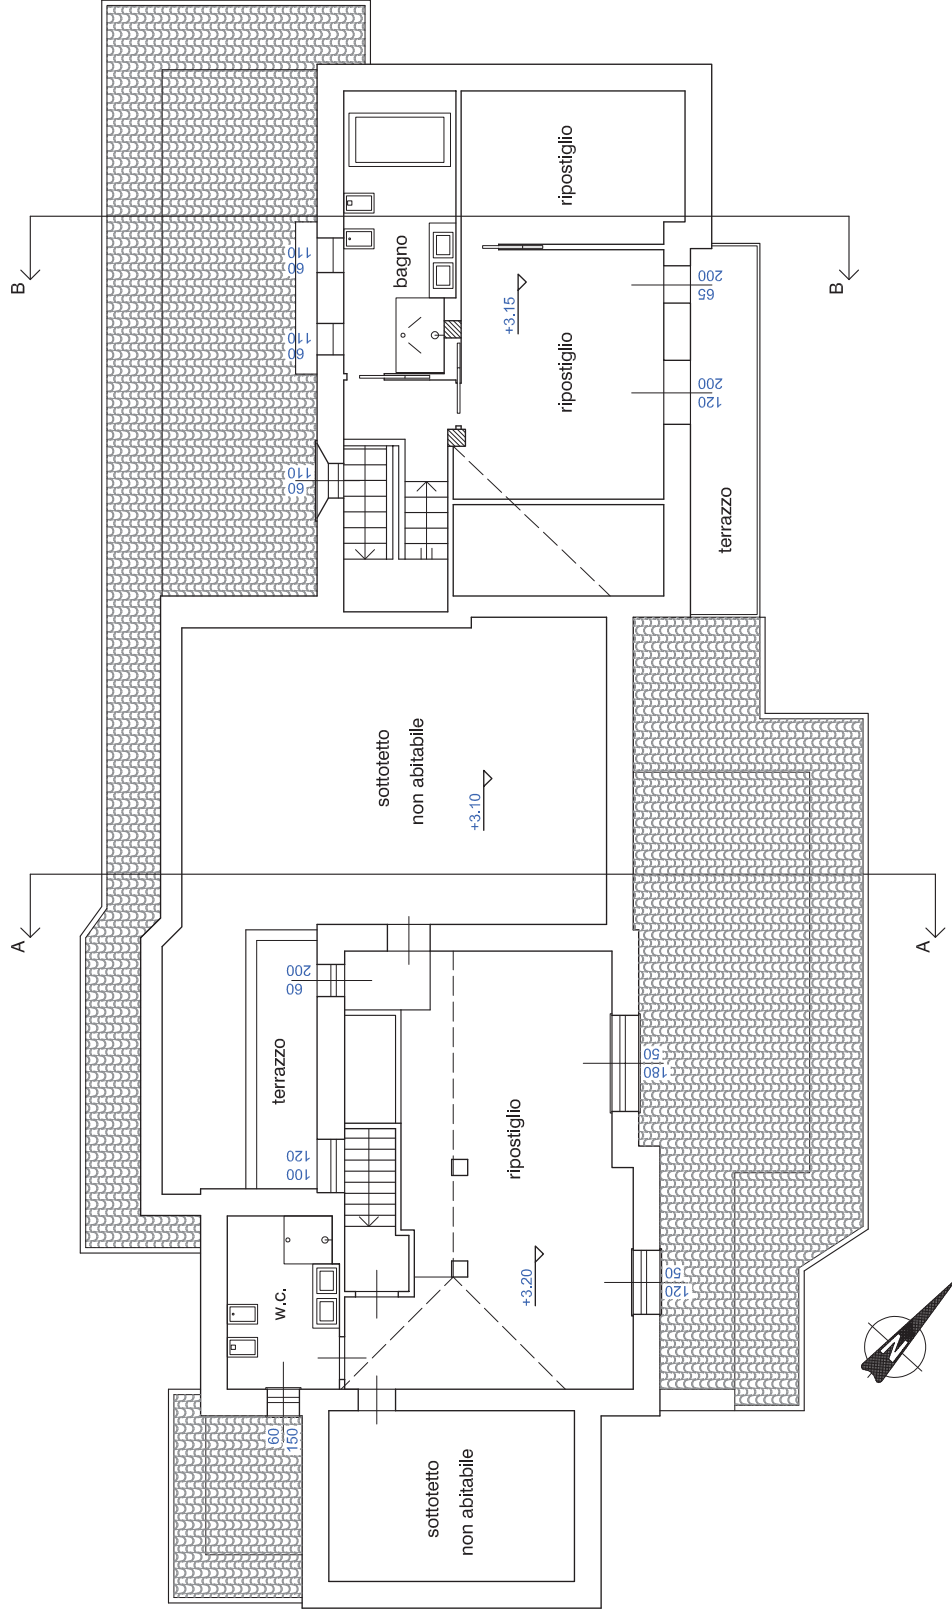 B
B
A
A
110
60
110
60
110
60
bagno
ripostiglio
+3.15
ripostiglio
200
65
200
120
terrazzo
sottotetto
non abitabile
+3.10
200
60
terrazzo
120
100
ripostiglio
50
180
+3.20
50
120
w.c.
60
150
sottotetto
non abitabile
N